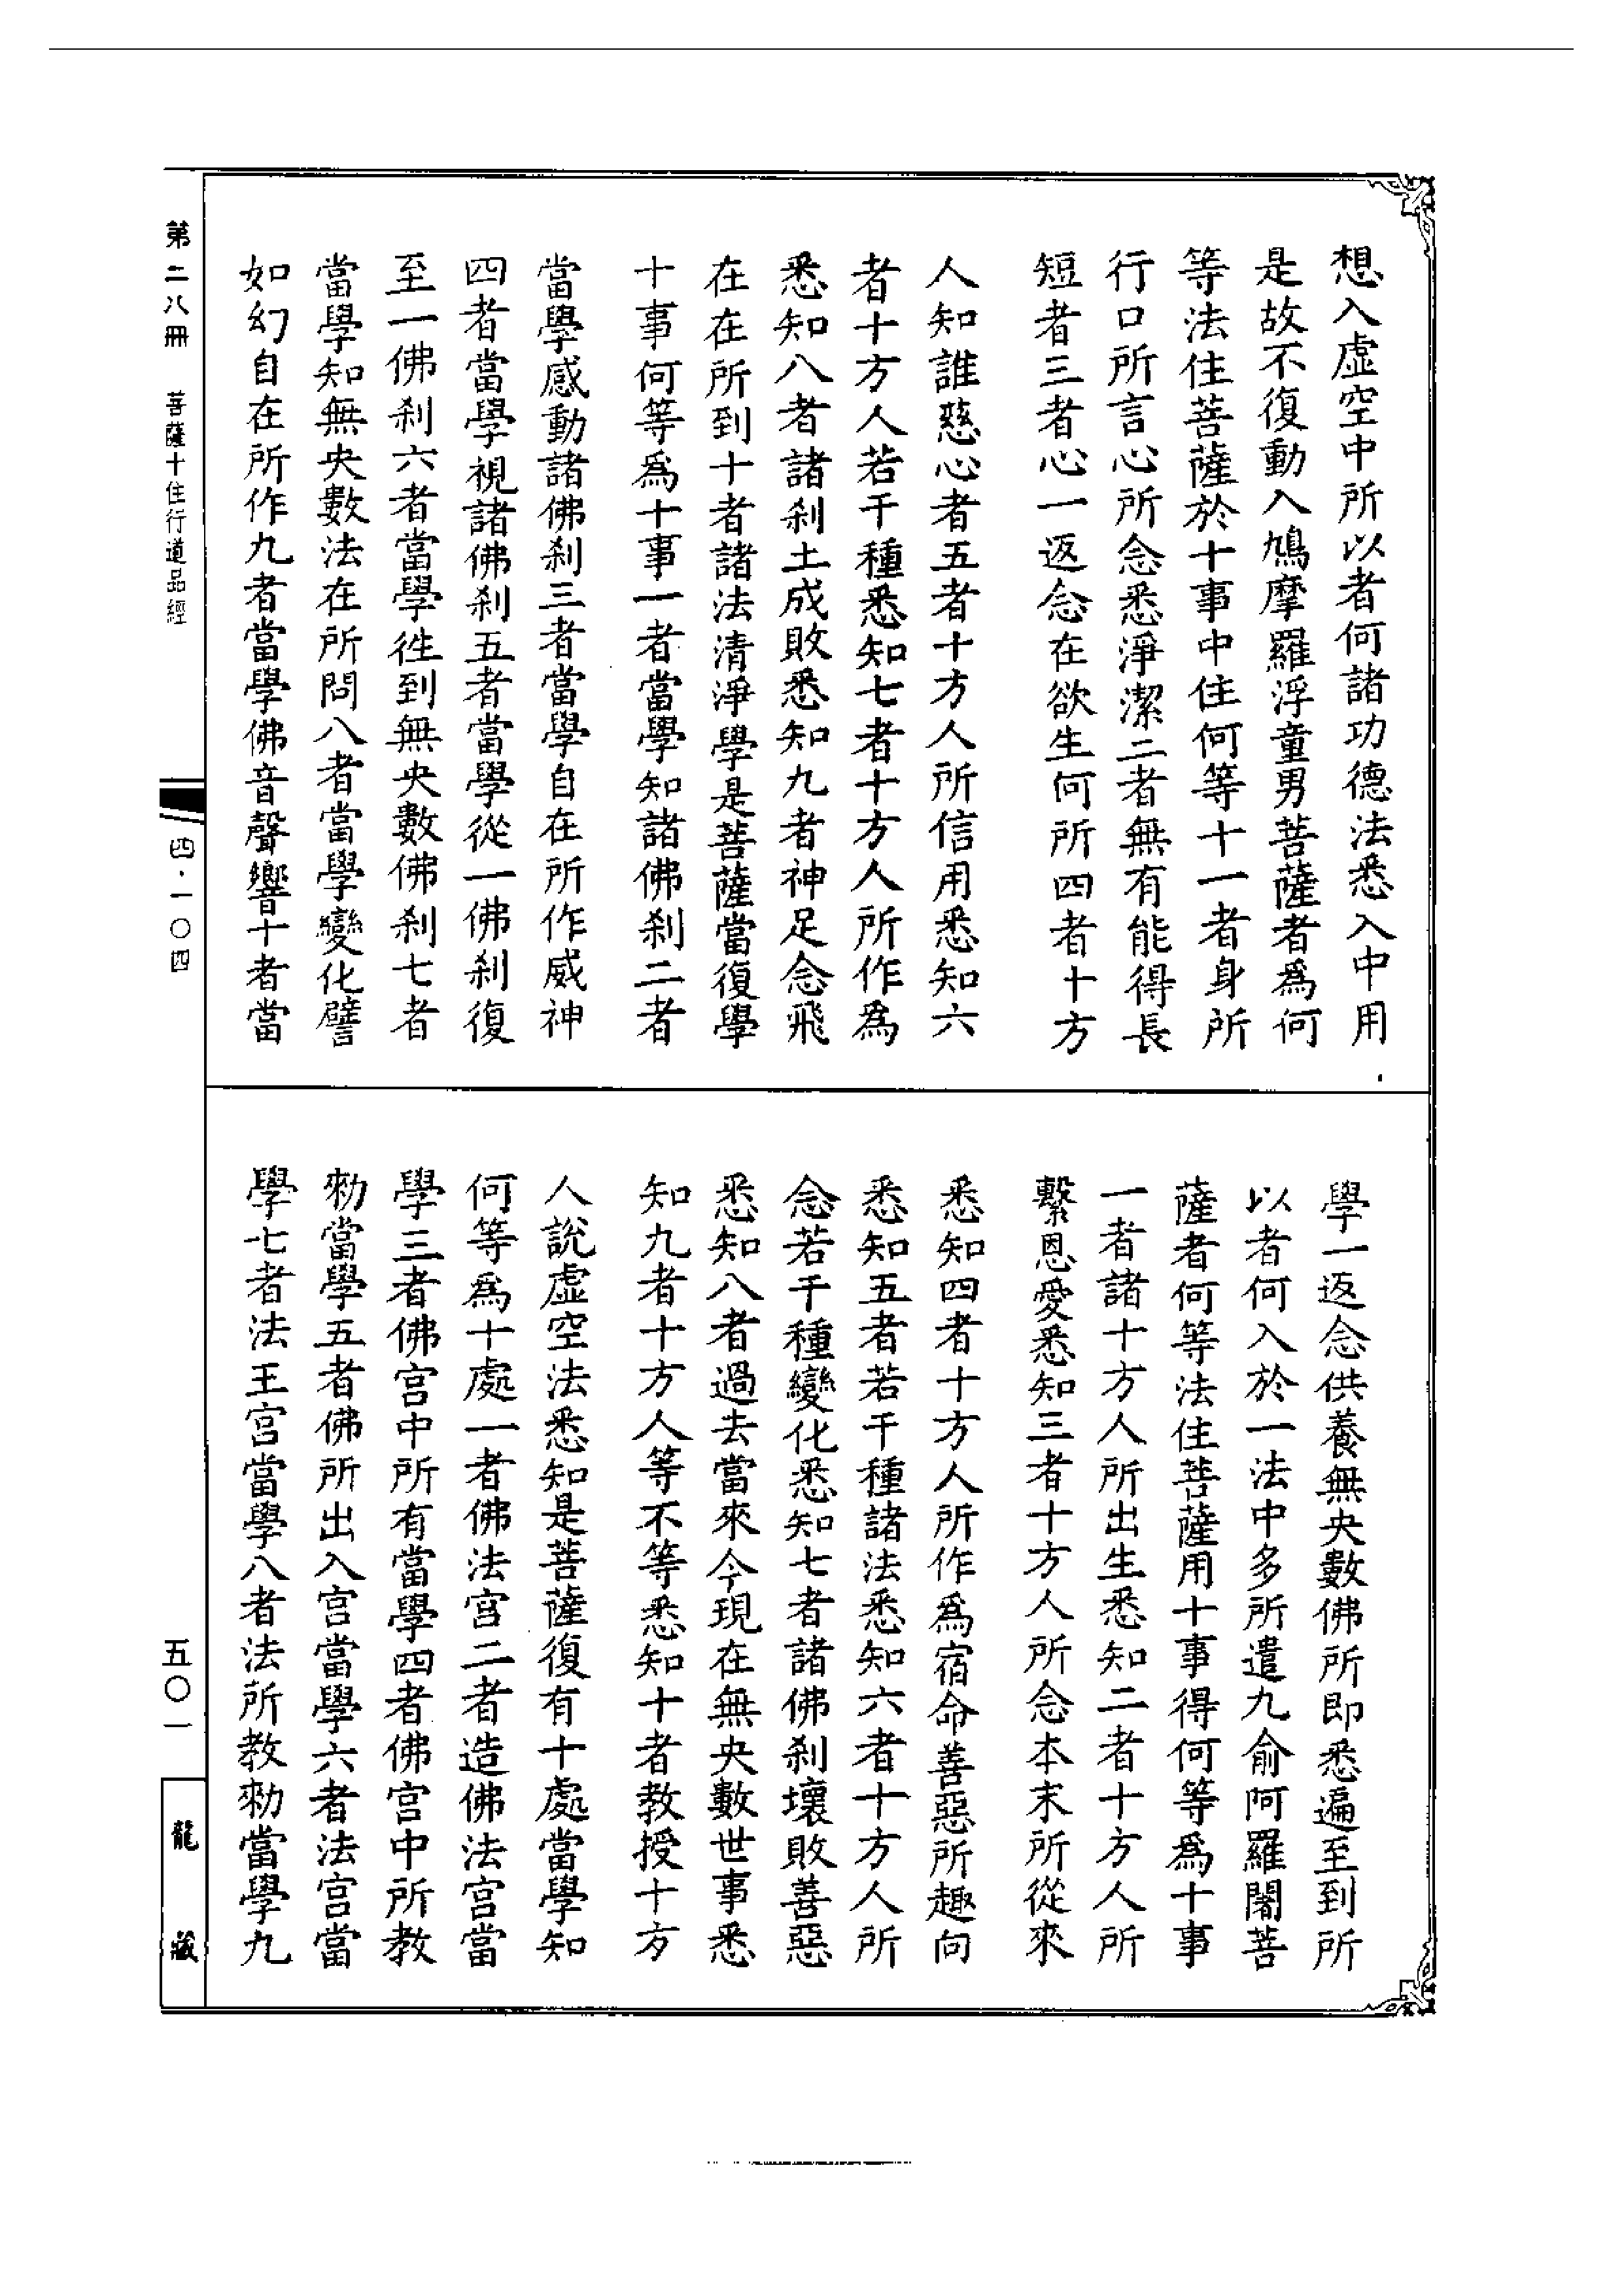 想入虛空中所以者何諸功德法悉入中用
是故不復動入鳩摩羅浮童男菩薩者爲何
等法住菩薩於十事中住何等十一者身所
行口所言心所念悉淨潔二者無有能得長
短者三者心一返念在欲生何所四者十方
人知誰慈心者五者十方人所信用悉知六
者十方人若干種悉知七者十方人所作爲
悉知八者諸刹土成敗悉知九者神足念飛
在在所到十者諸法清淨學是菩薩當復學
十事何等爲十事一者當學知諸佛刹二者
當學感動諸佛刹三者當學自在所作威神
四者當學視諸佛刹五者當學從一佛刹復
至一佛刹六者當學徃到無央數佛刹七者
當學知無央數法在所問八者當學變化譬
如幻自在所作九者當學佛音聲響十者當
學一返念供養無央數佛所即悉遍至到所
以者何入於一法中多所遣九俞阿羅闍菩
薩者何等法住菩薩用十事得何等爲十事
一者諸十方人所出生悉知二者十方人所
繫恩愛悉知三者十方人所念本末所從來
悉知四者十方人所作爲宿命善惡所趣向
悉知五者若干種諸法悉知六者十方人所
念若干種變化悉知七者諸佛刹壞敗善惡
悉知八者過去當來今現在無央數世事悉
知九者十方人等不等悉知十者教授十方
人說虛空法悉知是菩薩復有十處當學知
何等爲十處一者佛法宮二者造佛法宮當
學三者佛宮中所有當學四者佛宮中所教
勑當學五者佛所出入宮當學六者法宮當
學七者法王宮當學八者法所教勑當學九
第二八冊　菩薩十住行道品經
四·一〇四
五〇一
龍藏